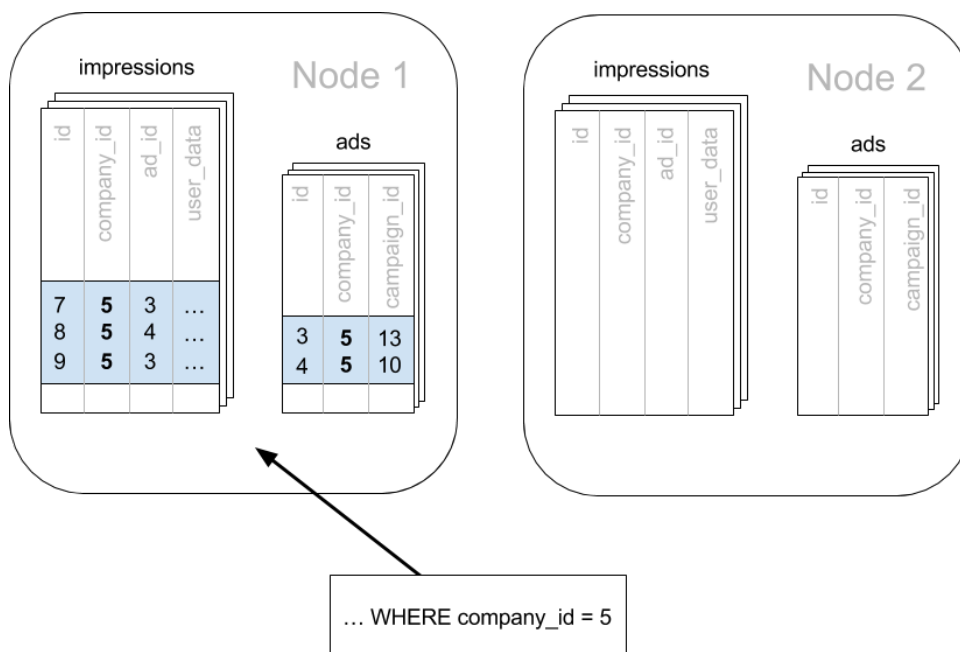 Node 1
impressions
id company_id ad_id user_data
7 5 3 ...
8 5 4 ...
9 5 3 ...
ads
id company_id campaign_id
3 5 13
4 5 10
Node 2
impressions
id company_id ad_id user_data
ads
id company_id campaign_id
... WHERE company_id = 5